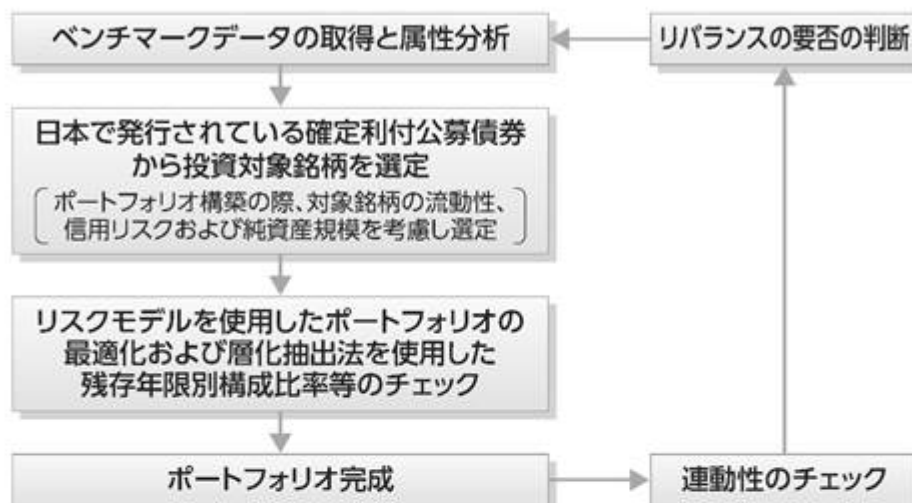 ベンチマークデータの取得と属性分析
リバランスの要否の判断
日本で発行されている確定利付公募債券
から投資対象銘柄を選定
ポートフォリオ構築の際、対象銘柄の流動性、
信用リスクおよび純資産規模を考慮し選定
リスクモデルを使用したポートフォリオの
最適化および層化抽出法を使用した
残存年限別構成比率等のチェック
ポートフォリオ完成
連動性のチェック